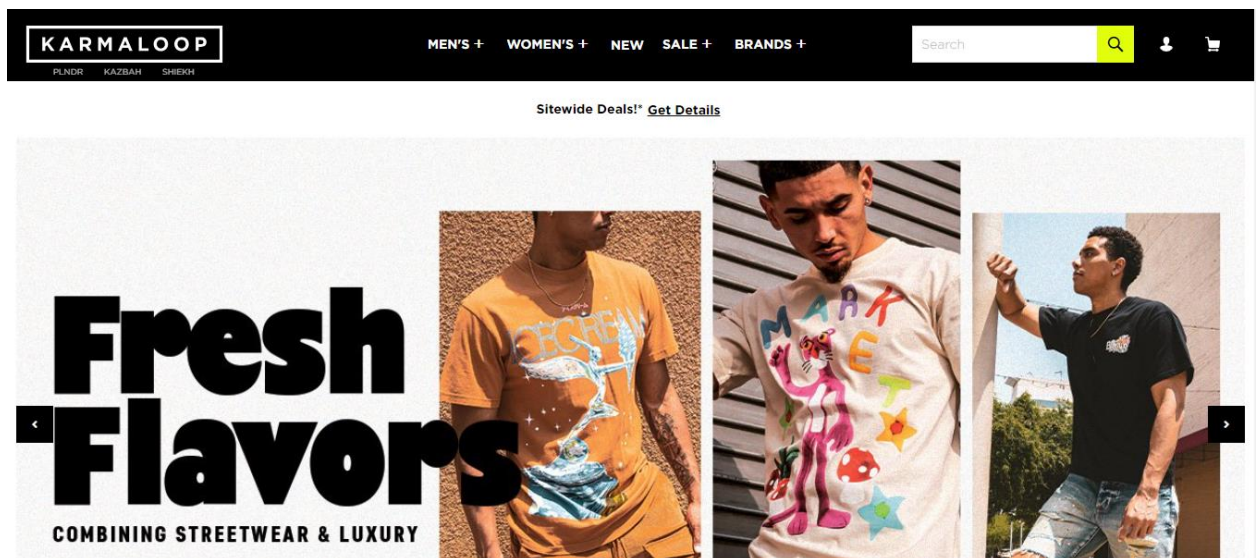 KARMALOOP
PLNDR KAZBAH SHIEKH
MEN'S + WOMEN'S + NEW SALE + BRANDS +
Search
Sitewide Deals!* Get Details
Fresh
Flavors
COMBINING STREETWEAR & LUXURY
ICECREAM
MARKET